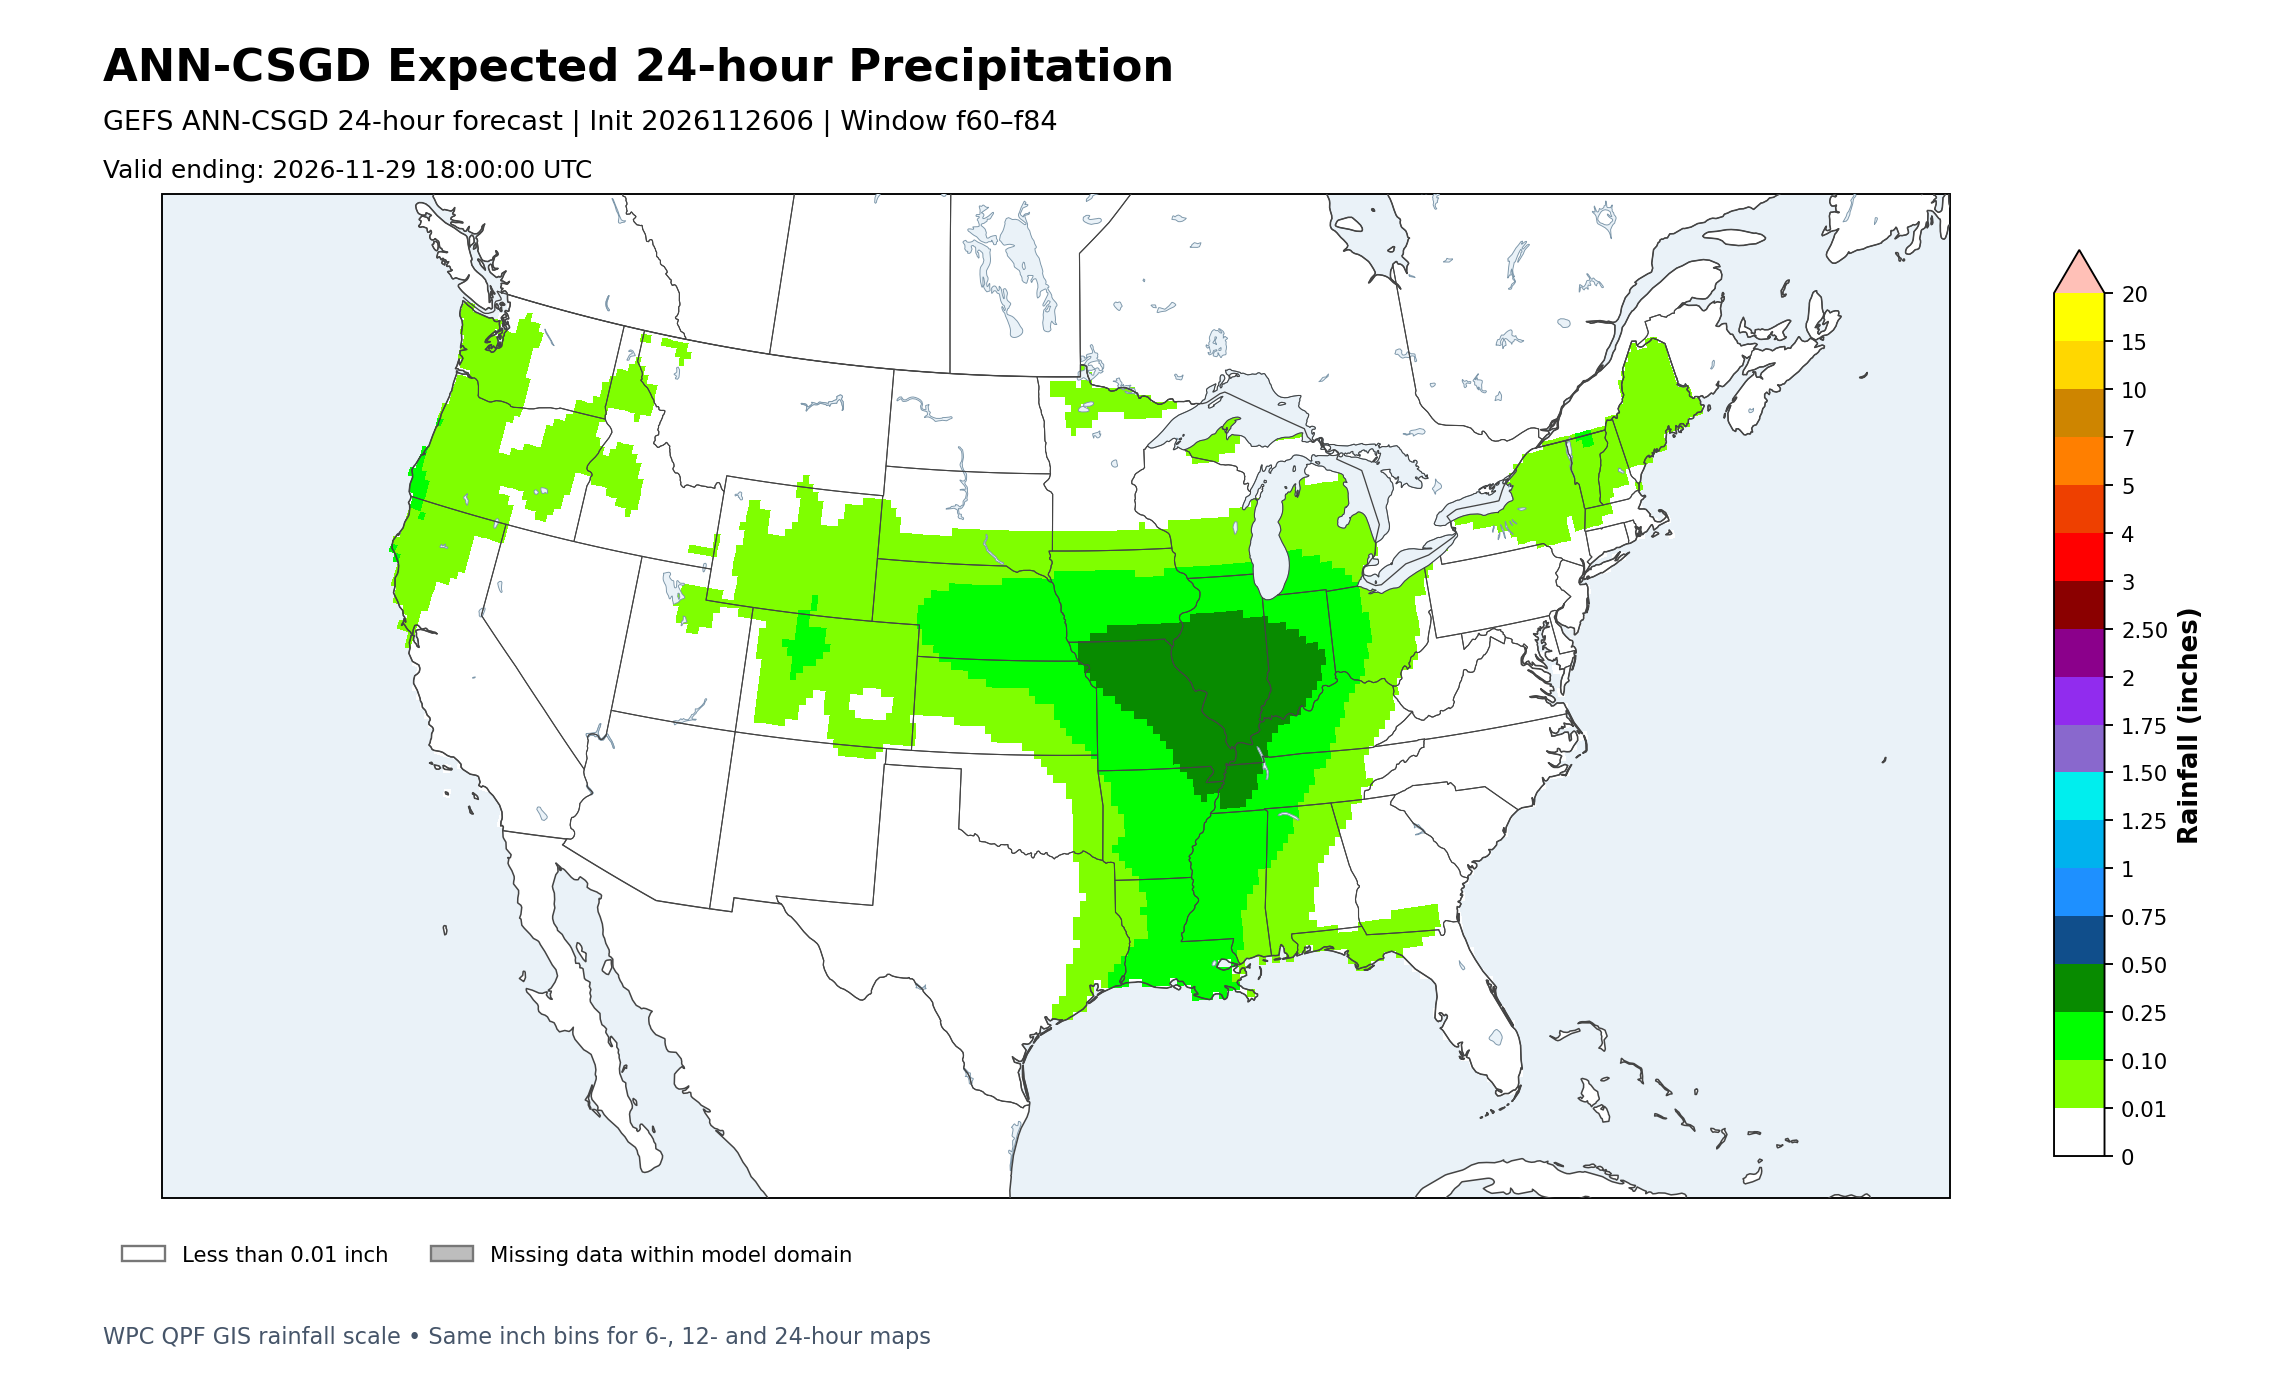 ANN-CSGD Expected 24-hour Precipitation
GEFS ANN-CSGD 24-hour forecast | Init 2026112606 | Window f60–f84
Valid ending: 2026-11-29 18:00:00 UTC
20
15
10
7
5
4
3
2.50
2
1.75
1.50
1.25
1
0.75
0.50
0.25
0.10
0.01
0
Rainfall (inches)
Less than 0.01 inch
Missing data within model domain
WPC QPF GIS rainfall scale • Same inch bins for 6-, 12- and 24-hour maps